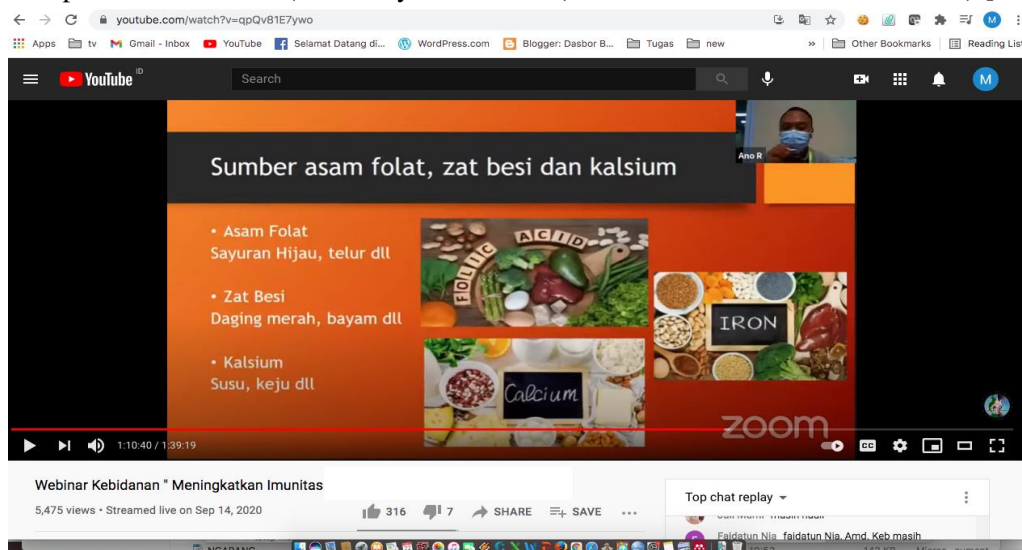 youtube.com/watch?v=qpQv81E7ywo
Apps tv Gmail - Inbox YouTube Selamat Datang di... WordPress.com Blogger: Dasbor B... Tugas new » Other Bookmarks Reading Lis
YouTube ID
Search
M
Ano R
Sumber asam folat, zat besi dan kalsium
• Asam Folat
Sayuran Hijau, telur dll
• Zat Besi
Daging merah, bayam dll
• Kalsium
Susu, keju dll
FOLIC ACID
IRON
Calcium
zoom
1:10:40 / 1:39:19
CC
Webinar Kebidanan " Meningkatkan Imunitas
5,475 views • Streamed live on Sep 14, 2020
316 7 SHARE SAVE ...
Top chat replay
Faidatun Nia faidatun Nia, Amd. Keb masih